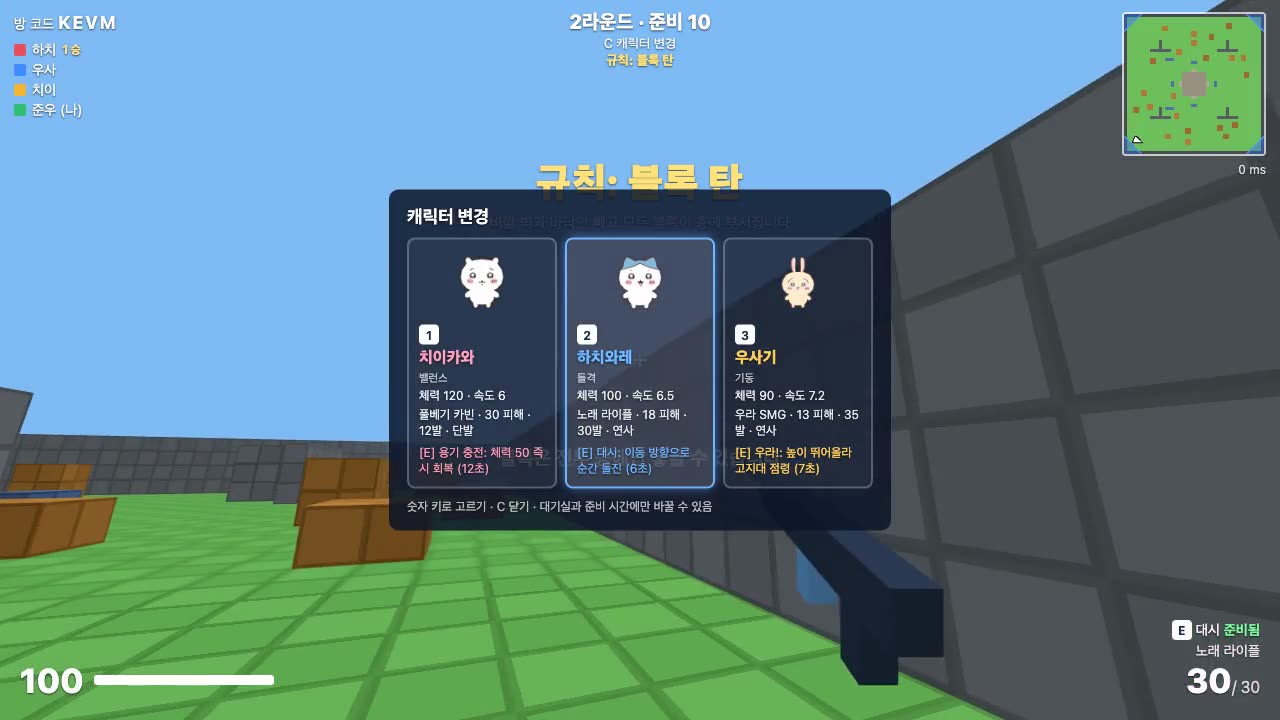 방 코드 KEVM
하치 1승
우사
치이
준우 (나)
2라운드 · 준비 10
C 캐릭터 변경
규칙: 블록 탄
0 ms
규칙: 블록 탄
캐릭터 변경
1
치이카와
밸런스
체력 120 · 속도 6
풀베기 카빈 · 30 피해 ·
12발 · 단발
[E] 용기 충전: 체력 50 즉
시 회복 (12초)
2
하치와레
돌격
체력 100 · 속도 6.5
노래 라이플 · 18 피해 ·
30발 · 연사
[E] 대시: 이동 방향으로
순간 돌진 (6초)
3
우사기
기동
체력 90 · 속도 7.2
우라 SMG · 13 피해 · 35
발 · 연사
[E] 우라!: 높이 뛰어올라
고지대 점령 (7초)
숫자 키로 고르기 · C 닫기 · 대기실과 준비 시간에만 바꿀 수 있음
E 대시 준비됨
노래 라이플
30 / 30
100